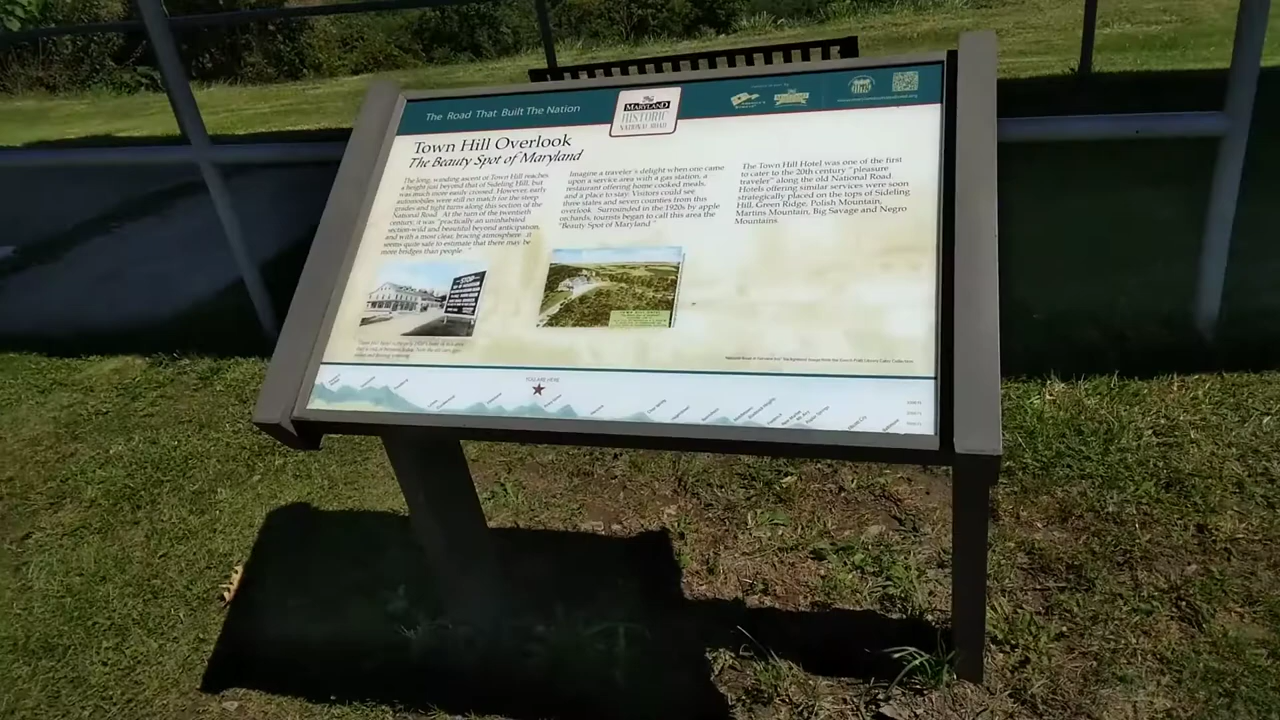 The Road That Built The Nation
MARYLAND
HISTORIC
NATIONAL ROAD
Town Hill Overlook
The Beauty Spot of Maryland
The long, winding ascent of Town Hill reaches
a height just beyond that of Sideling Hill, but
was much more easily crossed. However, early
automobiles were still no match for the steep
grades and tight turns along this section of the
National Road. At the turn of the twentieth
century, it was "practically an uninhabited
section-wild and beautiful beyond anticipation,
and with a most clear, bracing atmosphere...it
seems quite safe to estimate that there may be
more bridges than people..."
Imagine a traveler's delight when one came
upon a service area with a gas station, a
restaurant offering home cooked meals,
and a place to stay. Visitors could see
three states and seven counties from this
overlook. Surrounded in the 1920s by apple
orchards, tourists began to call this area the
"Beauty Spot of Maryland."
The Town Hill Hotel was one of the first
to cater to the 20th century "pleasure
traveler" along the old National Road.
Hotels offering similar services were soon
strategically placed on the tops of Sideling
Hill, Green Ridge, Polish Mountain,
Martins Mountain, Big Savage and Negro
Mountains.
STOP
YOU ARE HERE